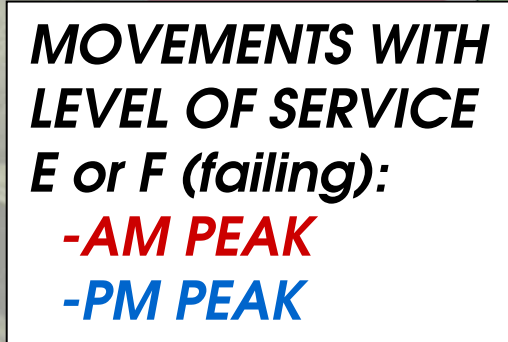 MOVEMENTS WITH
LEVEL OF SERVICE
E or F (failing):
-AM PEAK
-PM PEAK